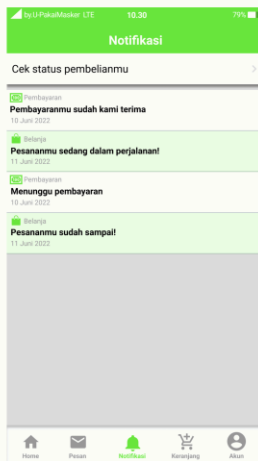 by.U-PakaiMasker LTE 10.30 79%
Notifikasi
Cek status pembelianmu
Pembayaran
Pembayaranmu sudah kami terima
10 Juni 2022
Belanja
Pesananmu sedang dalam perjalanan!
11 Juni 2022
Pembayaran
Menunggu pembayaran
10 Juni 2022
Belanja
Pesananmu sudah sampai!
11 Juni 2022
Home Pesan Notifikasi Keranjang Akun